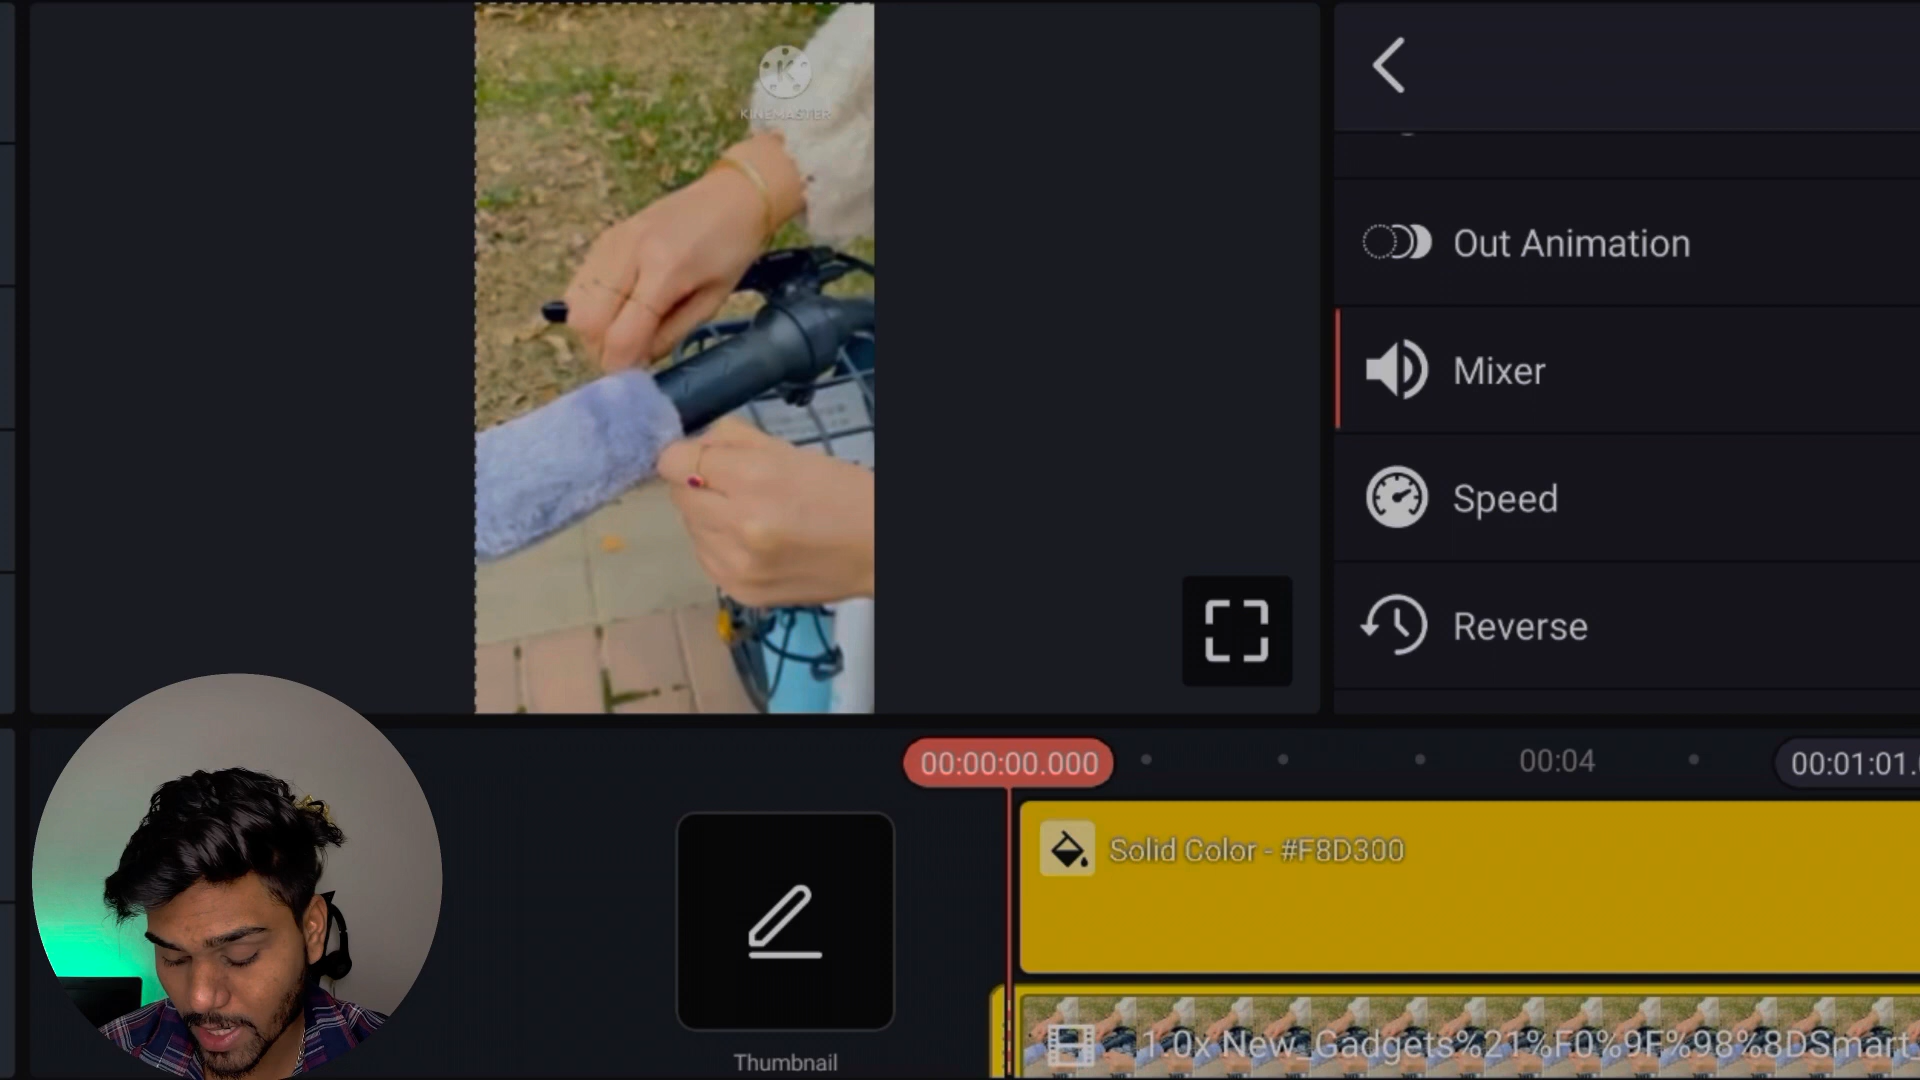 KINEMASTER
Out Animation
Mixer
Speed
Reverse
00:00:00.000
00:04
00:01:01.
Solid Color - #F8D300
1.0x New_Gadgets%21%F0%9F%98%8DSmart_
Thumbnail